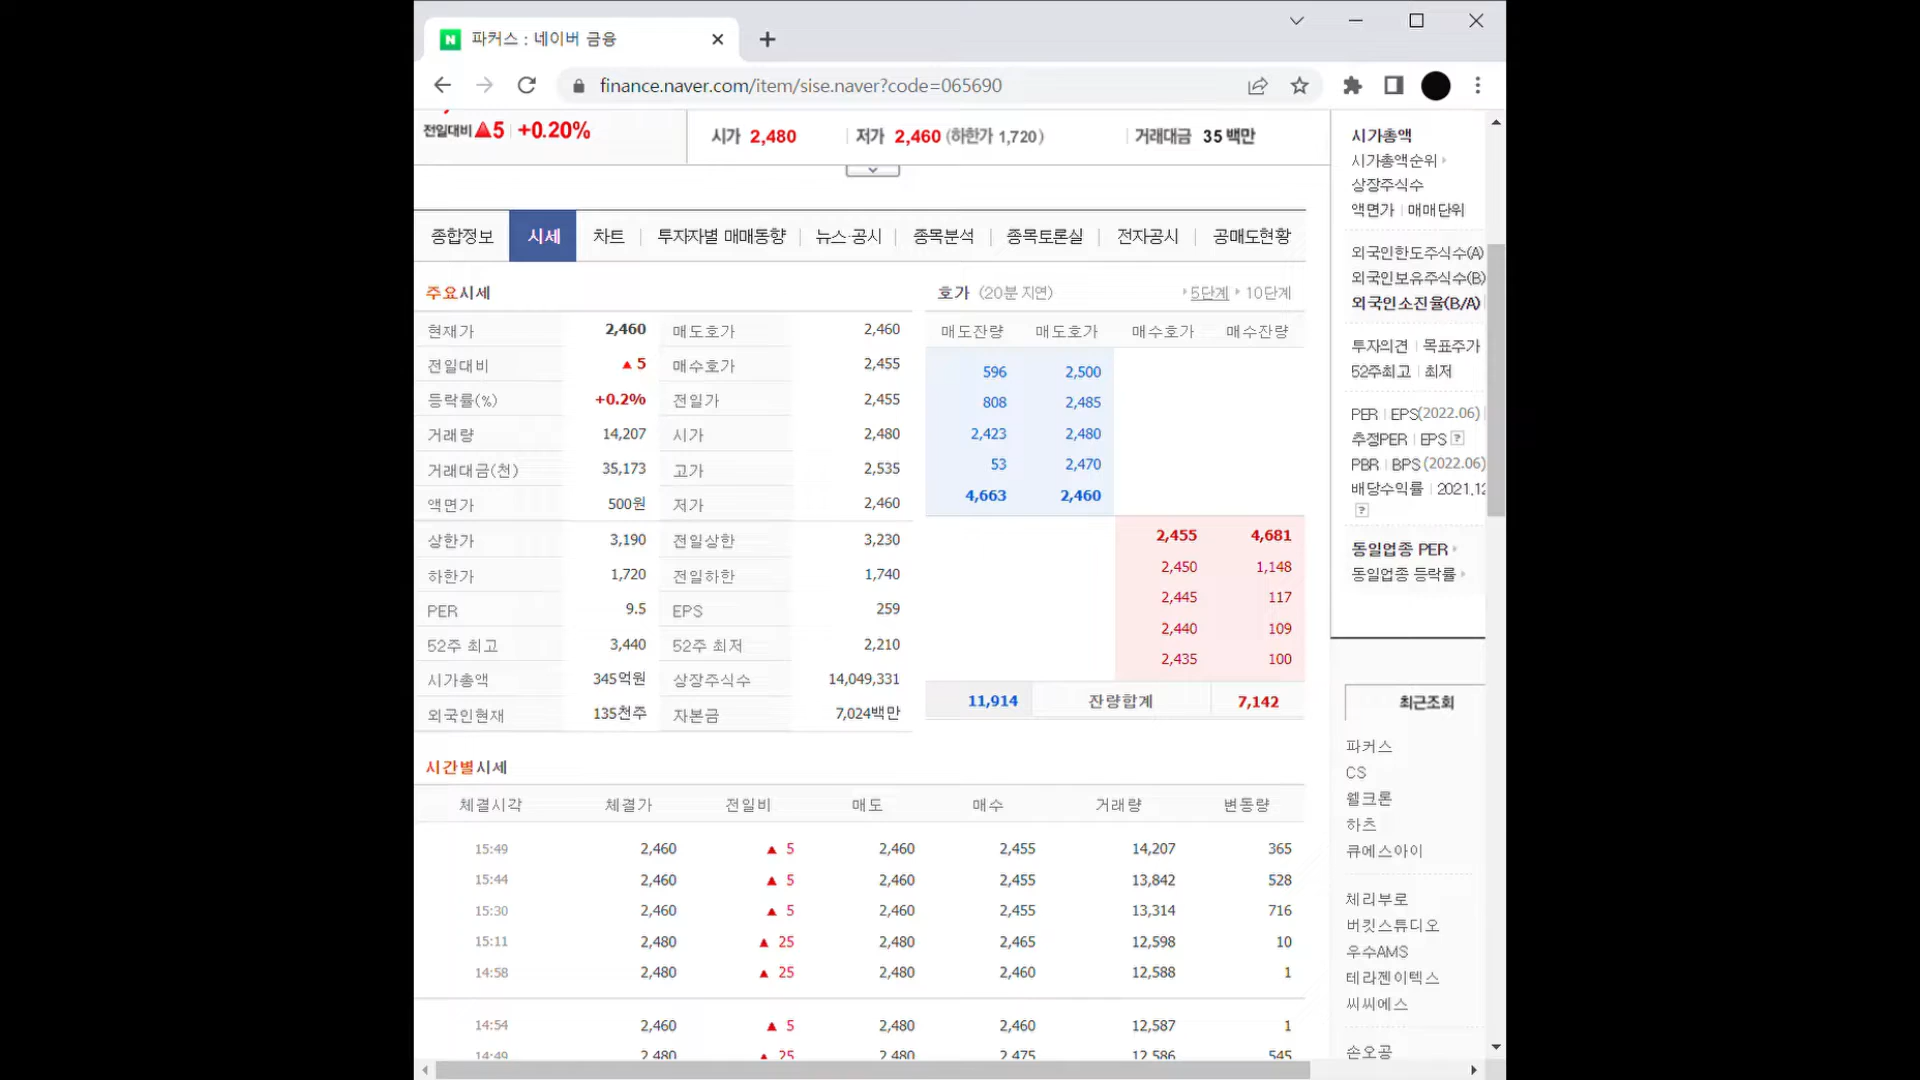 파커스 : 네이버 금융
finance.naver.com/item/sise.naver?code=065690
전일대비 ▲5 +0.20%
시가 2,480 저가 2,460 (하한가 1,720) 거래대금 35 백만
종합정보 시세 차트 투자자별 매매동향 뉴스·공시 종목분석 종목토론실 전자공시 공매도현황
주요시세
현재가 2,460 매도호가 2,460
전일대비 ▲ 5 매수호가 2,455
등락률(%) +0.2% 전일가 2,455
거래량 14,207 시가 2,480
거래대금(천) 35,173 고가 2,535
액면가 500원 저가 2,460
상한가 3,190 전일상한 3,230
하한가 1,720 전일하한 1,740
PER 9.5 EPS 259
52주 최고 3,440 52주 최저 2,210
시가총액 345억원 상장주식수 14,049,331
외국인현재 135천주 자본금 7,024백만
호가 (20분 지연) 5단계 10단계
매도잔량 매도호가 매수호가 매수잔량
596 2,500
808 2,485
2,423 2,480
53 2,470
4,663 2,460
2,455 4,681
2,450 1,148
2,445 117
2,440 109
2,435 100
11,914 잔량합계 7,142
시간별시세
체결시각 체결가 전일비 매도 매수 거래량 변동량
15:49 2,460 ▲ 5 2,460 2,455 14,207 365
15:44 2,460 ▲ 5 2,460 2,455 13,842 528
15:30 2,460 ▲ 5 2,460 2,455 13,314 716
15:11 2,480 ▲ 25 2,480 2,465 12,598 10
14:58 2,480 ▲ 25 2,480 2,460 12,588 1
14:54 2,460 ▲ 5 2,480 2,460 12,587 1
14:49 2,480 ▲ 25 2,480 2,475 12,586 545
시가총액
시가총액순위
상장주식수
액면가 | 매매단위
외국인한도주식수(A)
외국인보유주식수(B)
외국인소진율(B/A)
투자의견 | 목표주가
52주최고 | 최저
PER | EPS(2022.06)
추정PER | EPS ?
PBR | BPS (2022.06)
배당수익률 | 2021.12
?
동일업종 PER
동일업종 등락률
최근조회
파커스
CS
웰크론
하츠
큐에스아이
체리부로
버킷스튜디오
우수AMS
테라젠이텍스
씨씨에스
손오공